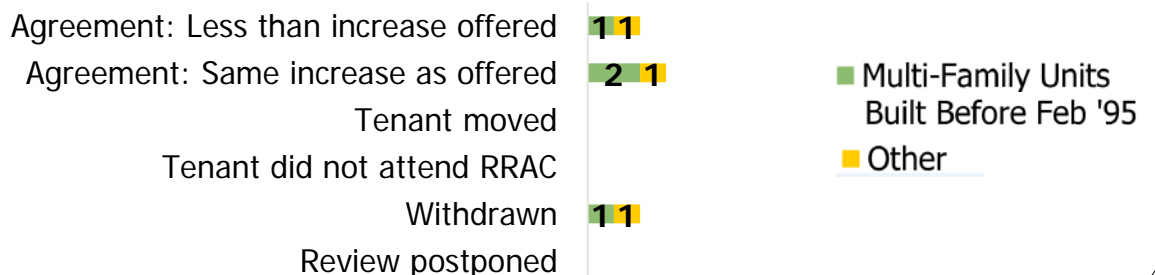 Agreement: Less than increase offered 1 1
Agreement: Same increase as offered 2 1
Multi-Family Units
Built Before Feb '95
Tenant moved
Other
Tenant did not attend RRAC
Withdrawn 1 1
Review postponed